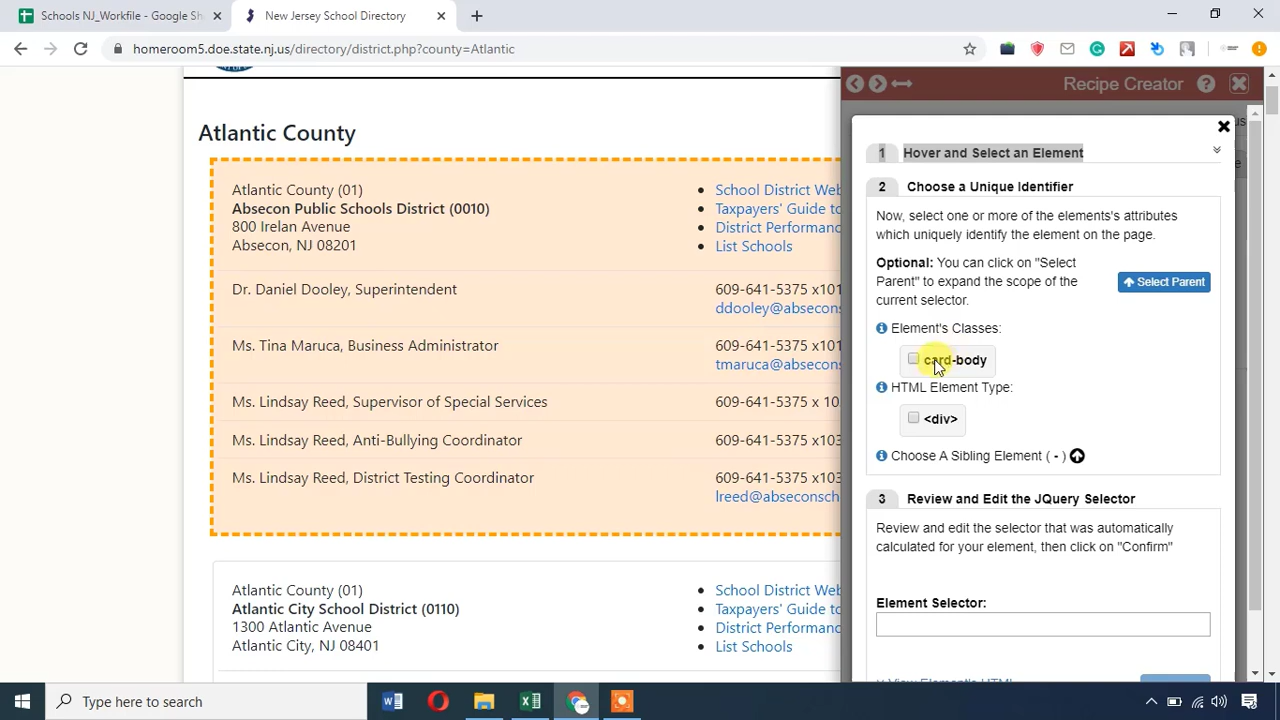 Schools NJ_Workfile - Google Sh
New Jersey School Directory
homeroom5.doe.state.nj.us/directory/district.php?county=Atlantic
Recipe Creator
Atlantic County
Atlantic County (01)
Absecon Public Schools District (0010)
800 Irelan Avenue
Absecon, NJ 08201
School District Web
Taxpayers' Guide to
District Performanc
List Schools
Dr. Daniel Dooley, Superintendent
609-641-5375 x101
ddooley@absecons
Ms. Tina Maruca, Business Administrator
609-641-5375 x103
tmaruca@absecons
Ms. Lindsay Reed, Supervisor of Special Services
609-641-5375 x 10
Ms. Lindsay Reed, Anti-Bullying Coordinator
609-641-5375 x103
Ms. Lindsay Reed, District Testing Coordinator
609-641-5375 x103
lreed@abseconsch
Atlantic County (01)
Atlantic City School District (0110)
1300 Atlantic Avenue
Atlantic City, NJ 08401
School District Web
Taxpayers' Guide to
District Performanc
List Schools
1 Hover and Select an Element
2 Choose a Unique Identifier
Now, select one or more of the elements's attributes
which uniquely identify the element on the page.
Optional: You can click on "Select
Parent" to expand the scope of the
current selector.
Select Parent
Element's Classes:
card-body
HTML Element Type:
<div>
Choose A Sibling Element ( - )
3 Review and Edit the JQuery Selector
Review and edit the selector that was automatically
calculated for your element, then click on "Confirm"
Element Selector:
View Element's HTML
Type here to search